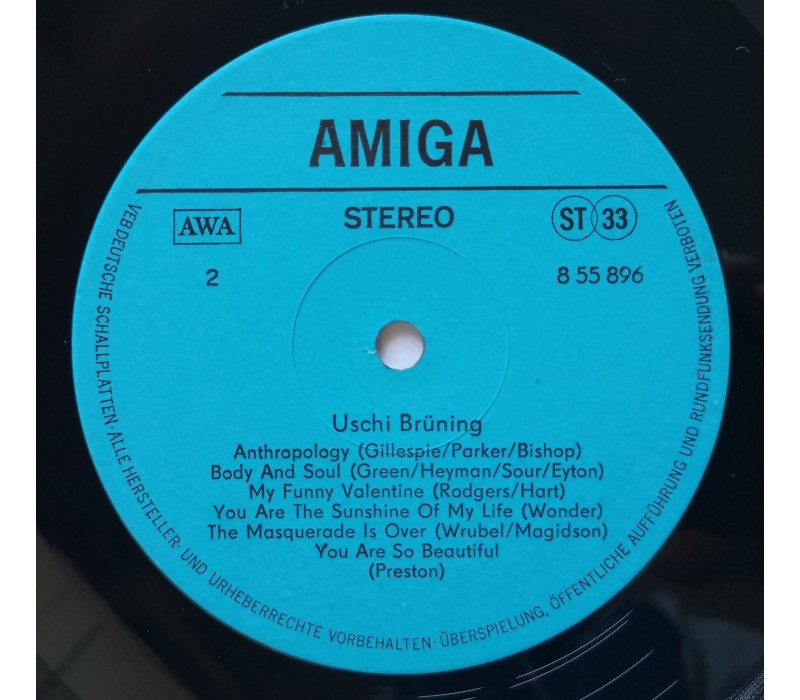 AMIGA
AWA
STEREO
ST 33
2
8 55 896
Uschi Brüning
Anthropology (Gillespie/Parker/Bishop)
Body And Soul (Green/Heyman/Sour/Eyton)
My Funny Valentine (Rodgers/Hart)
You Are The Sunshine Of My Life (Wonder)
The Masquerade Is Over (Wrubel/Magidson)
You Are So Beautiful
(Preston)
VEB DEUTSCHE SCHALLPLATTEN · ALLE HERSTELLER- UND URHEBERRECHTE VORBEHALTEN · ÜBERSPIELUNG, ÖFFENTLICHE AUFFÜHRUNG UND RUNDFUNKSENDUNG VERBOTEN